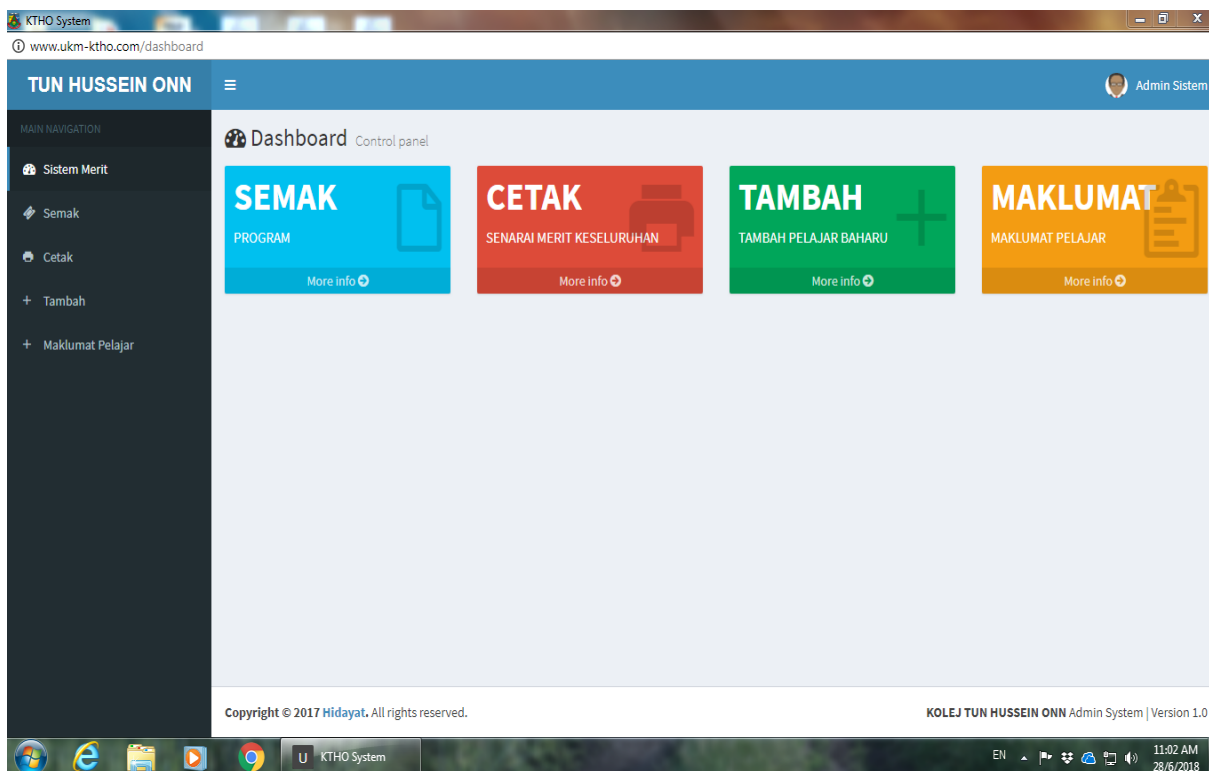 KTHO System
www.ukm-ktho.com/dashboard
TUN HUSSEIN ONN
Admin Sistem
MAIN NAVIGATION
Sistem Merit
Semak
Cetak
Tambah
Maklumat Pelajar
Dashboard Control panel
SEMAK
PROGRAM
More info
CETAK
SENARAI MERIT KESELURUHAN
More info
TAMBAH
TAMBAH PELAJAR BAHARU
More info
MAKLUMAT
MAKLUMAT PELAJAR
More info
Copyright © 2017 Hidayat. All rights reserved.
KOLEJ TUN HUSSEIN ONN Admin System | Version 1.0
U KTHO System
EN
11:02 AM
28/6/2018